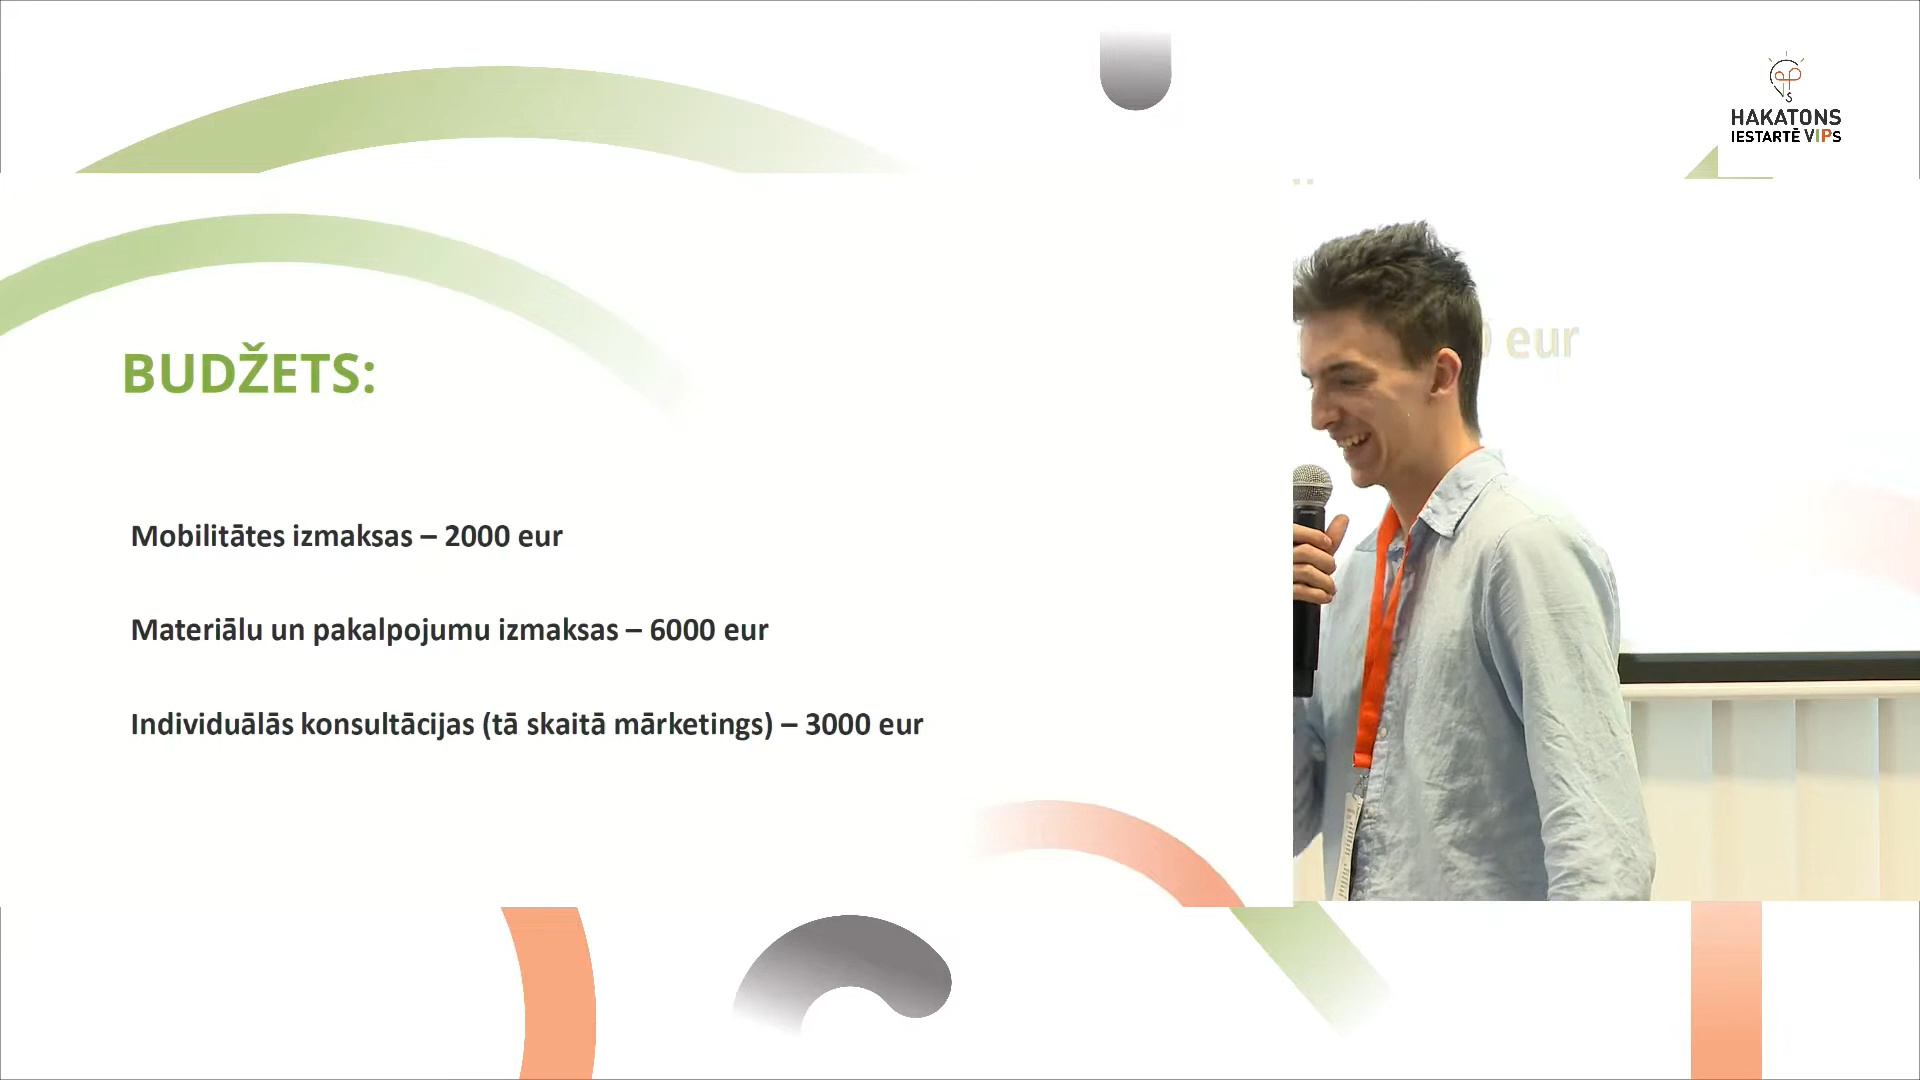 HAKATONS
IESTARTĒ VIPs
BUDŽETS:
eur
Mobilitātes izmaksas – 2000 eur
Materiālu un pakalpojumu izmaksas – 6000 eur
Individuālās konsultācijas (tā skaitā mārketings) – 3000 eur